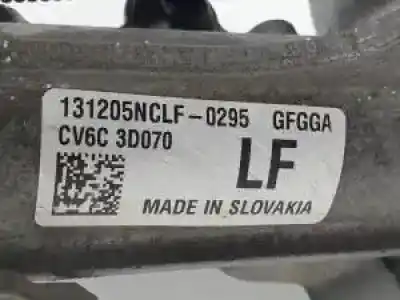 131205NCLF-0295 GFGGA
CV6C 3D070
LF
MADE IN SLOVAKIA